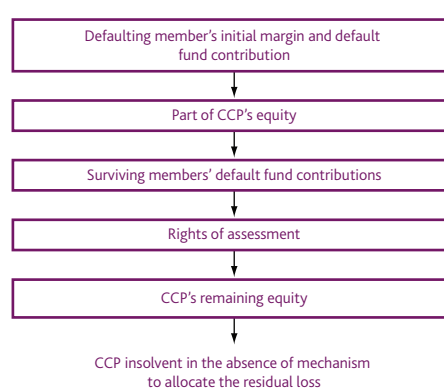 Defaulting member's initial margin and default
fund contribution
Part of CCP's equity
Surviving members' default fund contributions
Rights of assessment
CCP's remaining equity
CCP insolvent in the absence of mechanism
to allocate the residual loss